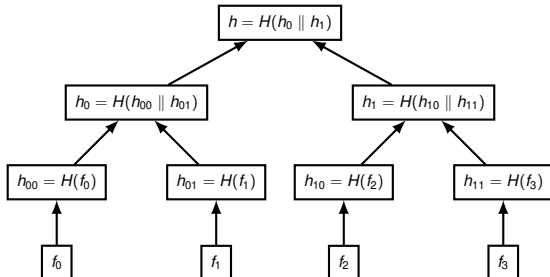 h = H(h₀ ∥ h₁)
h₀ = H(h₀₀ ∥ h₀₁)
h₁ = H(h₁₀ ∥ h₁₁)
h₀₀ = H(f₀)
h₀₁ = H(f₁)
h₁₀ = H(f₂)
h₁₁ = H(f₃)
f₀
f₁
f₂
f₃